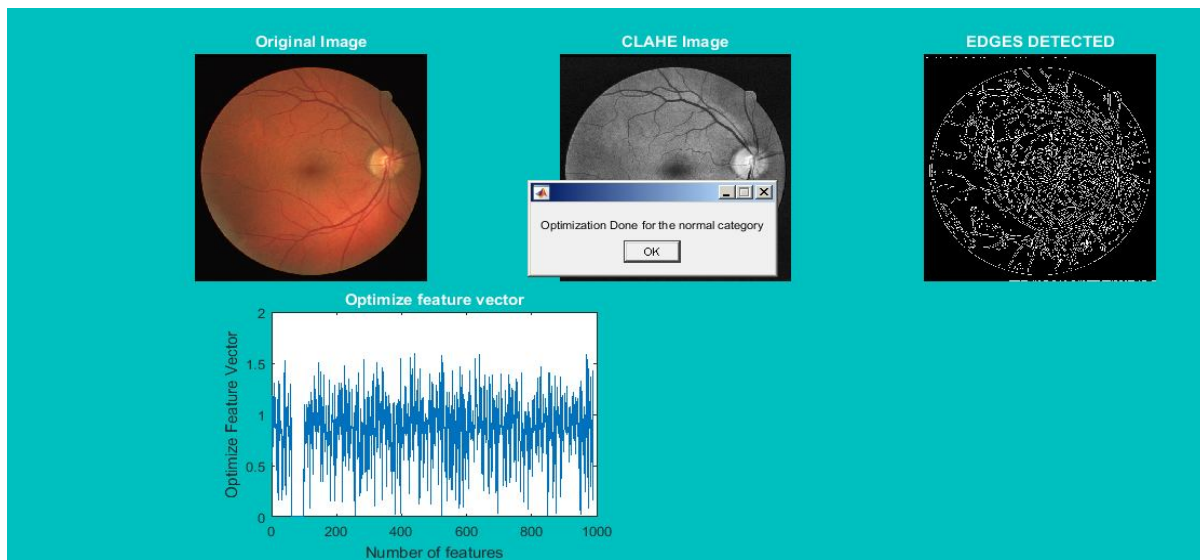 Original Image
CLAHE Image
EDGES DETECTED
Optimization Done for the normal category
OK
Optimize feature vector
Optimize Feature Vector
2
1.5
1
0.5
0
0 200 400 600 800 1000
Number of features